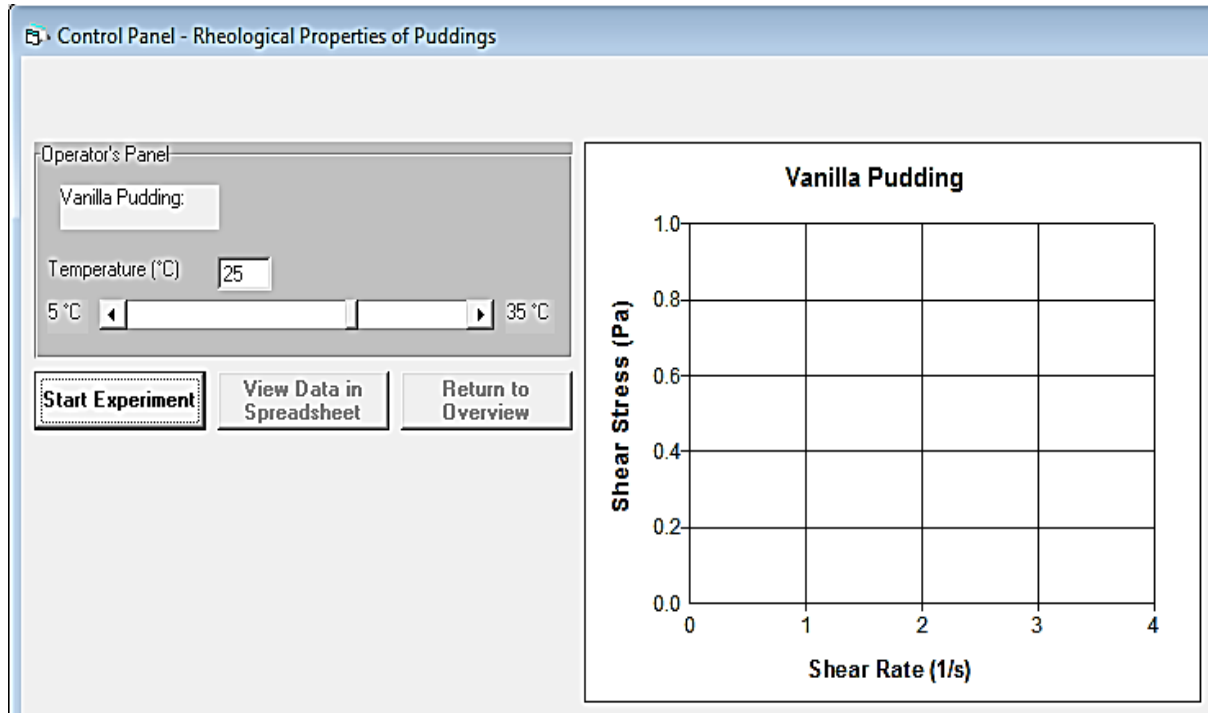 Control Panel - Rheological Properties of Puddings
Operator's Panel
Vanilla Pudding:
Temperature (°C) 25
5 °C 35 °C
Start Experiment
View Data in
Spreadsheet
Return to
Overview
Vanilla Pudding
Shear Stress (Pa)
1.0
0.8
0.6
0.4
0.2
0.0
0 1 2 3 4
Shear Rate (1/s)